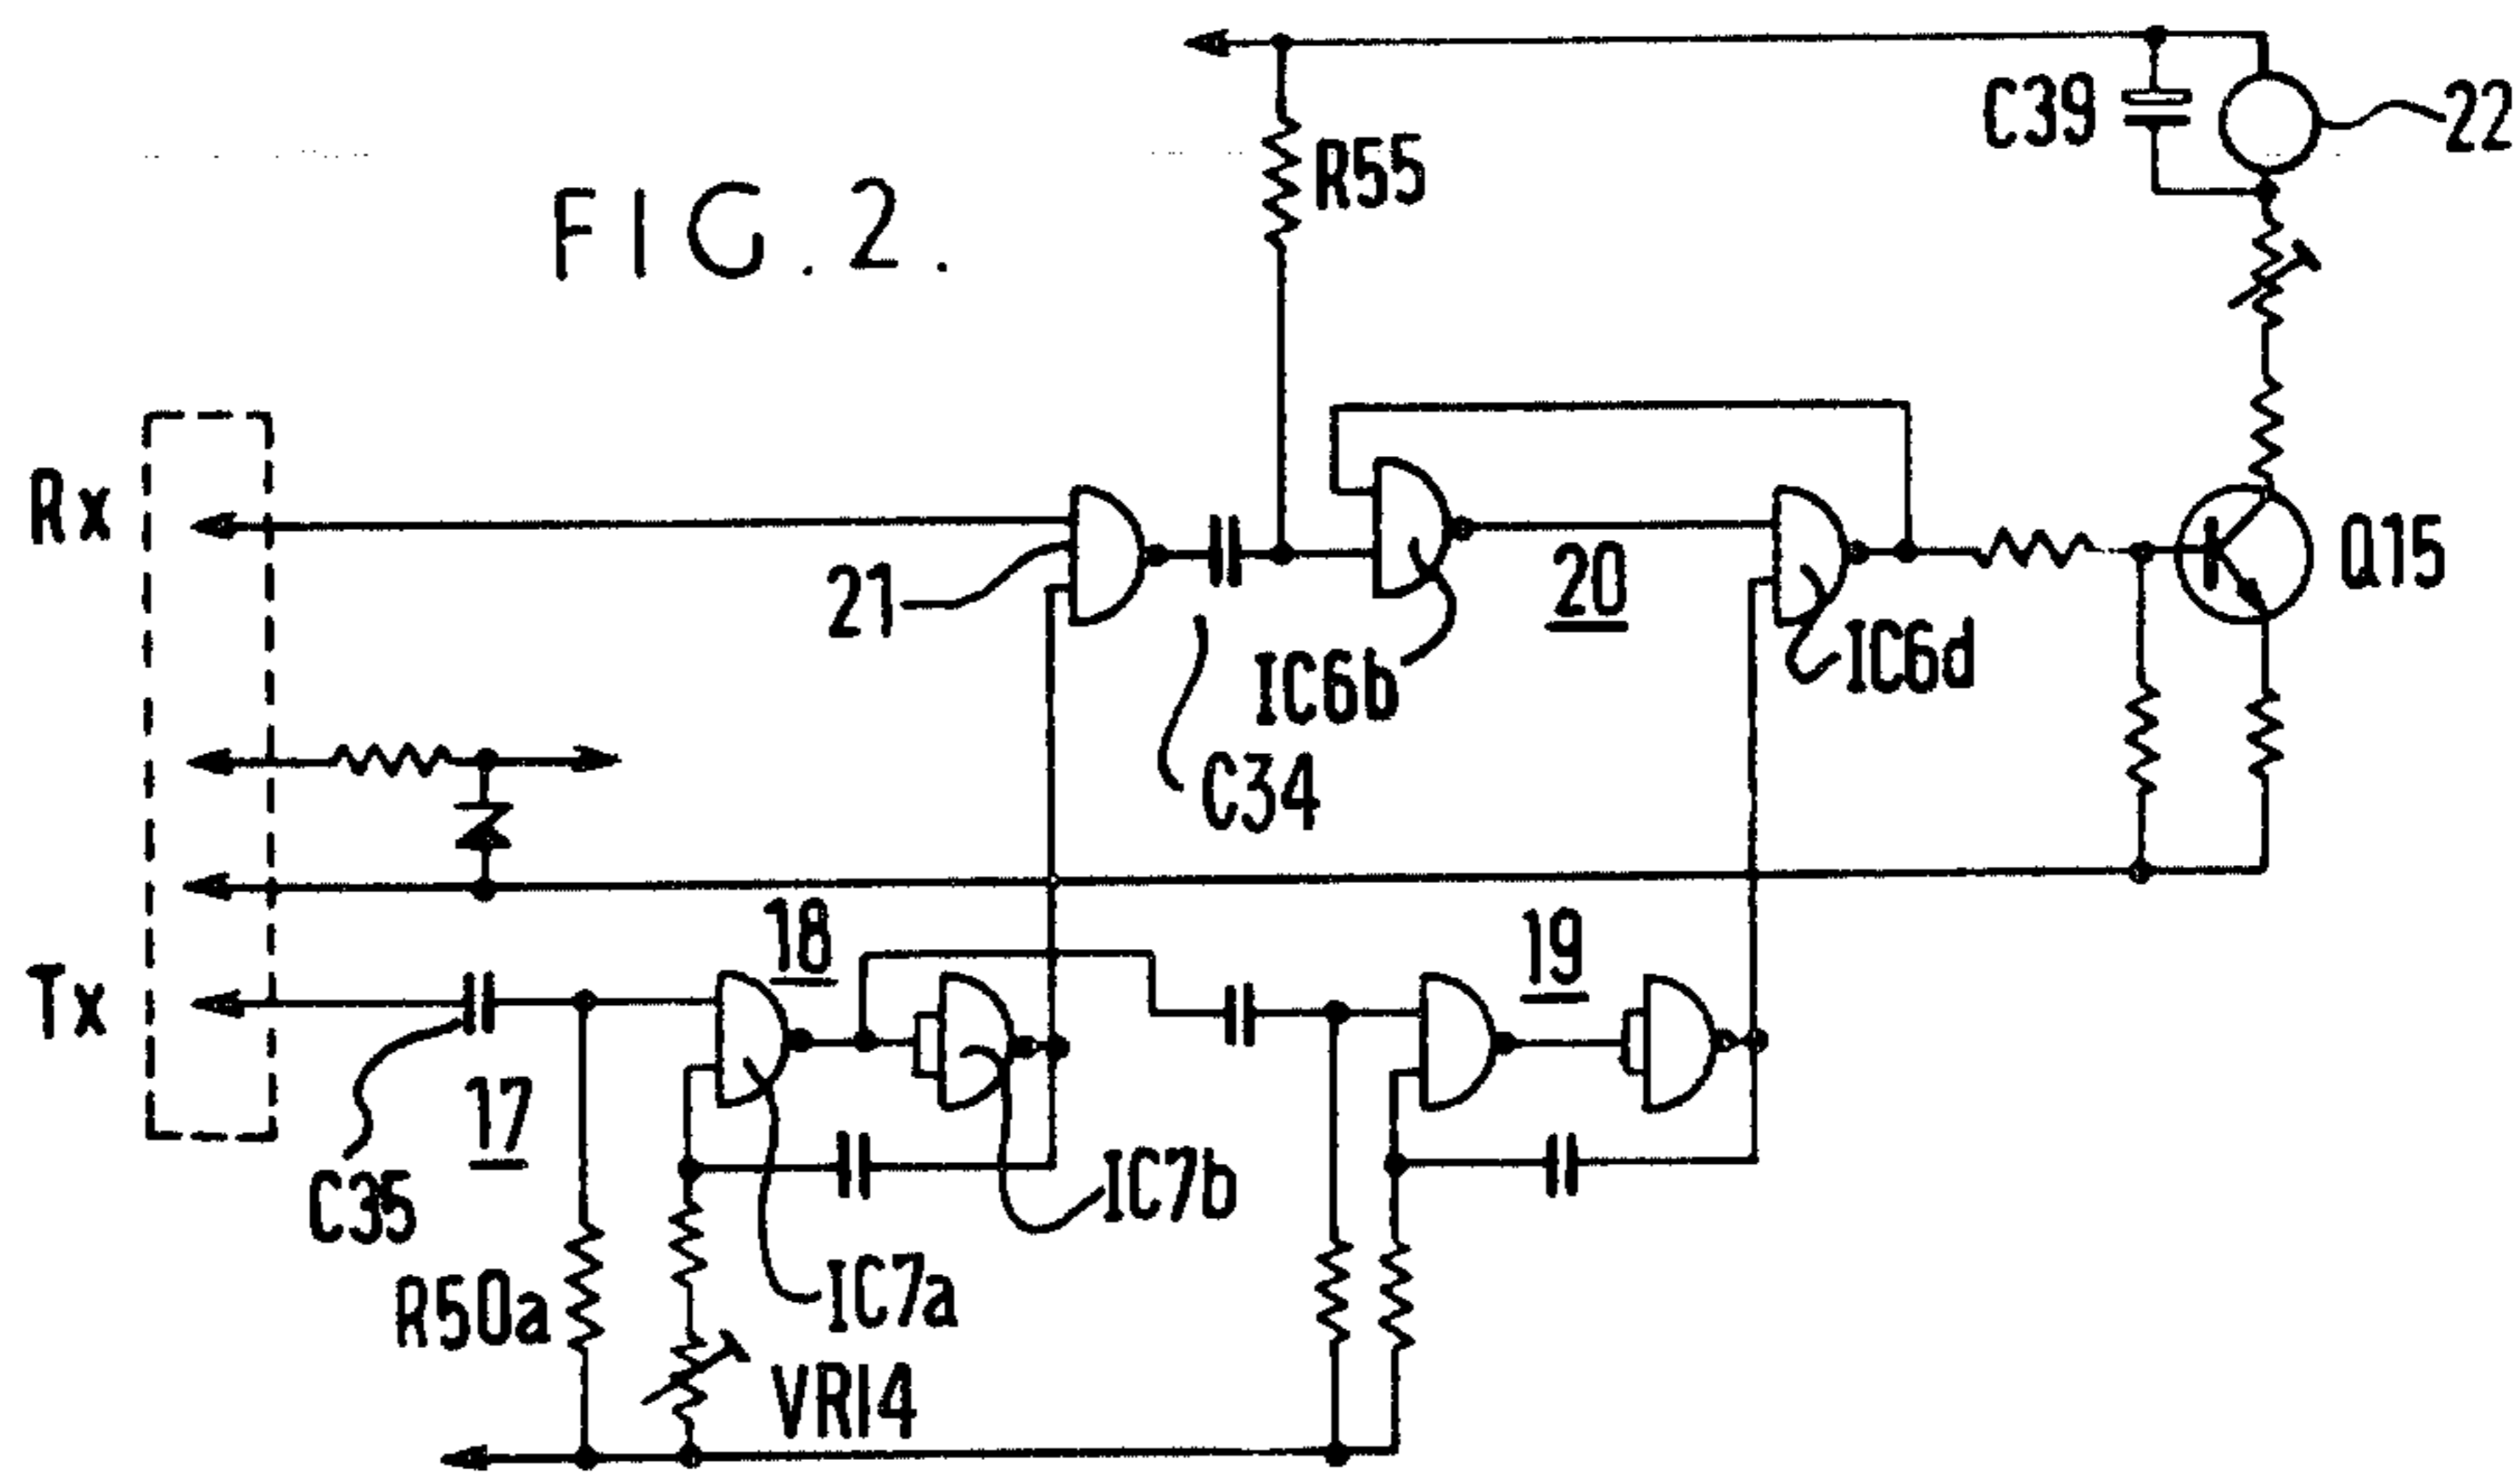 C39
22
R55
FIG. 2.
Rx
21
20
Q15
IC6b
IC6d
C34
18
19
Tx
17
C35
IC7b
R50a
IC7a
VR14